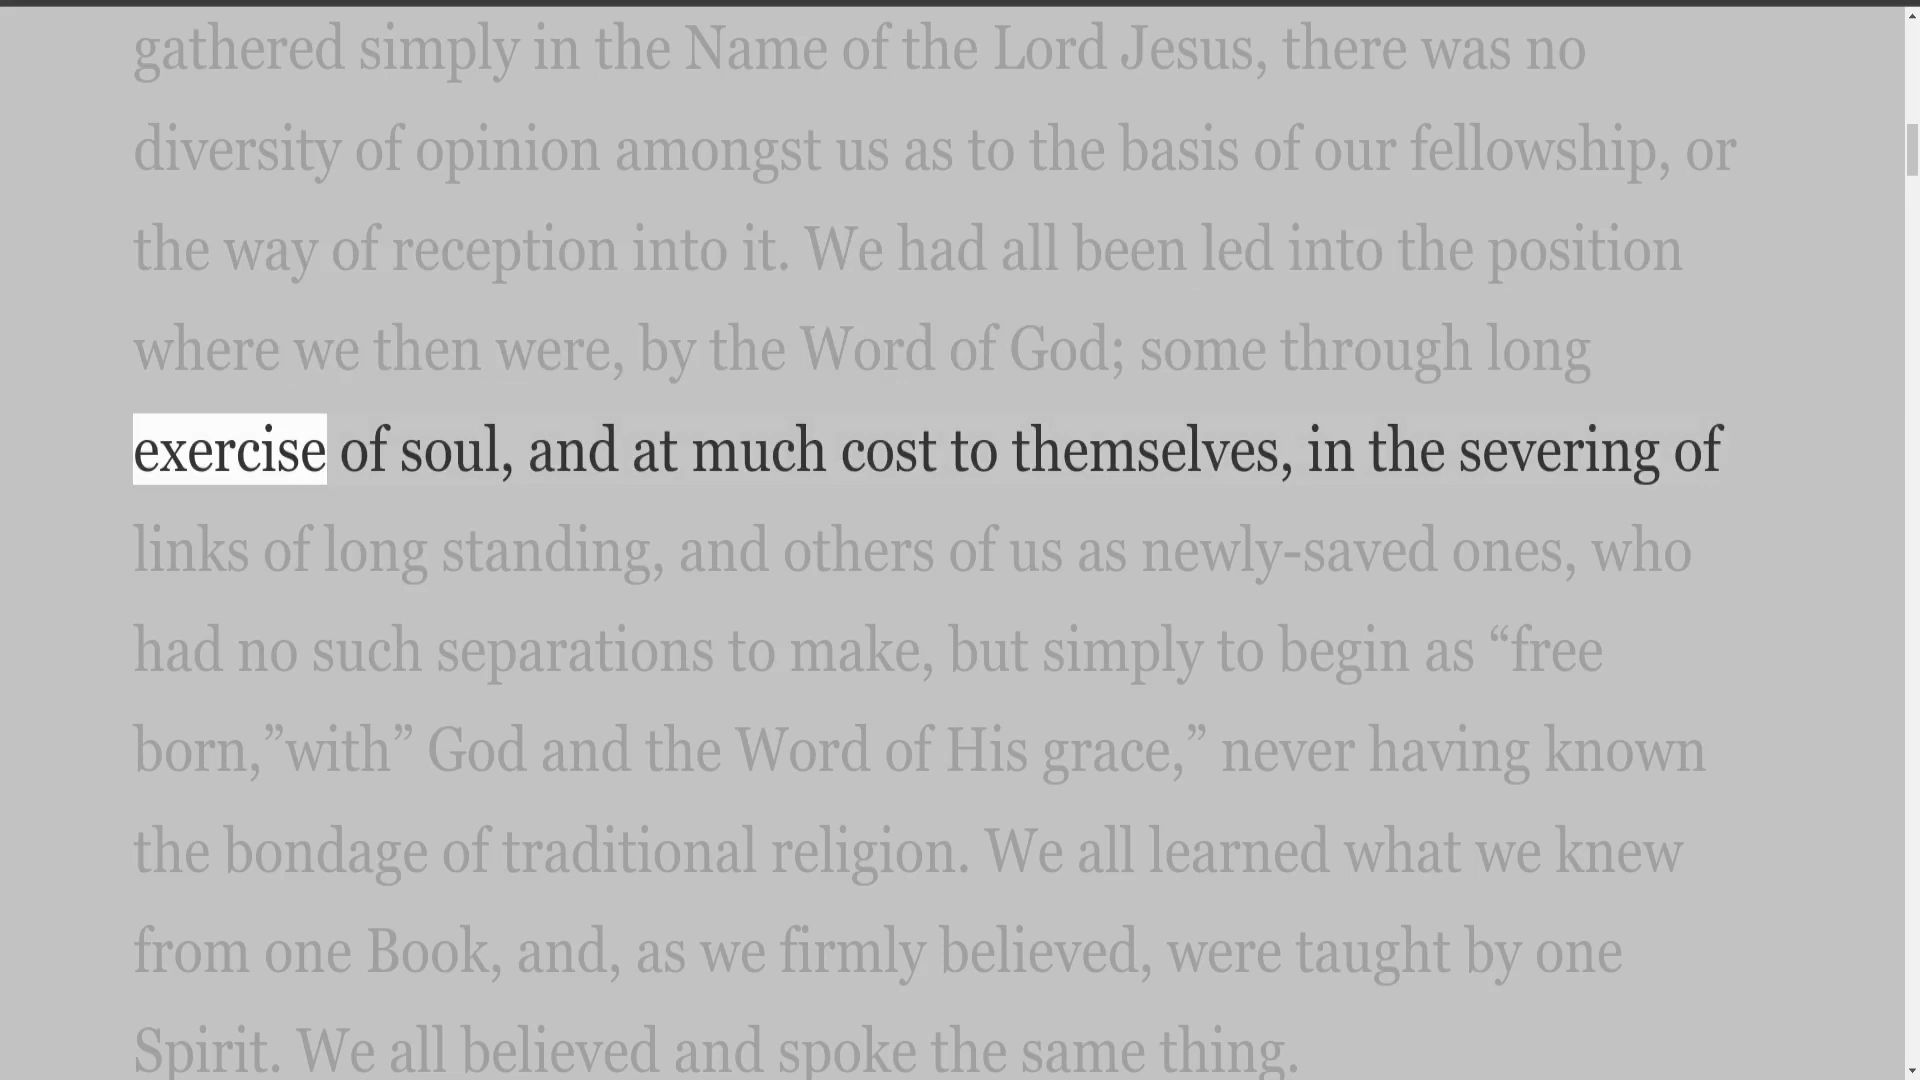 gathered simply in the Name of the Lord Jesus, there was no
diversity of opinion amongst us as to the basis of our fellowship, or
the way of reception into it. We had all been led into the position
where we then were, by the Word of God; some through long
exercise of soul, and at much cost to themselves, in the severing of
links of long standing, and others of us as newly-saved ones, who
had no such separations to make, but simply to begin as “free
born,”with” God and the Word of His grace,” never having known
the bondage of traditional religion. We all learned what we knew
from one Book, and, as we firmly believed, were taught by one
Spirit. We all believed and spoke the same thing.